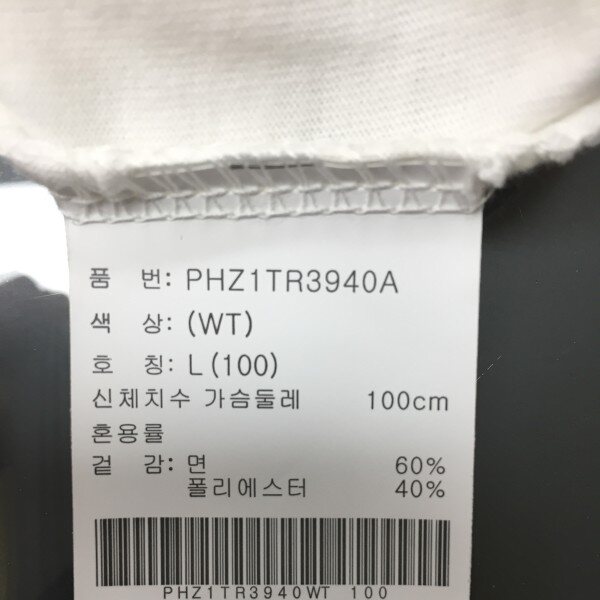 품 번: PHZ1TR3940A
색 상: (WT)
호 칭: L(100)
신체치수 가슴둘레 100cm
혼용률
겉 감: 면 60%
폴리에스터 40%
PHZ1TR3940WT 100